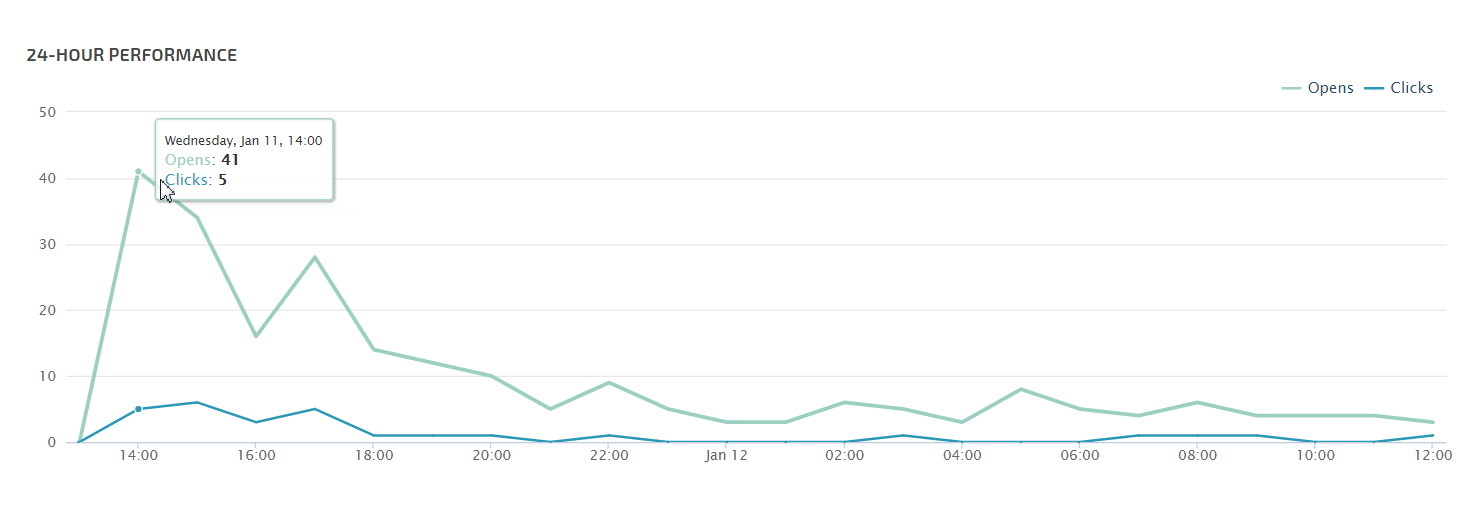 24-HOUR PERFORMANCE
Opens Clicks
50
Wednesday, Jan 11, 14:00
Opens: 41
40
Clicks: 5
30
20
10
0
14:00 16:00 18:00 20:00 22:00 Jan 12 02:00 04:00 06:00 08:00 10:00 12:00